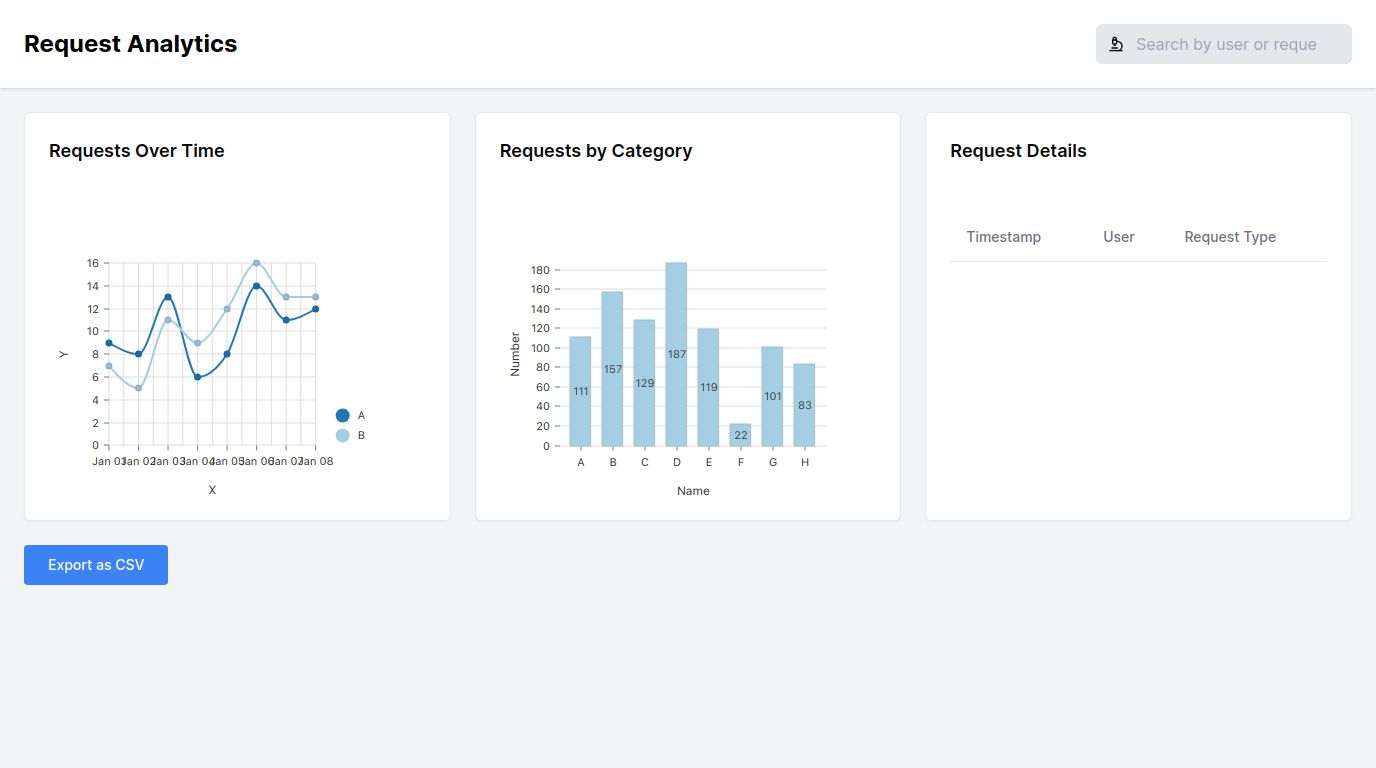 Request Analytics
Search by user or reque
Requests Over Time
16
14
12
10
8
6
4
2
0
Y
Jan 01 Jan 02 Jan 03 Jan 04 Jan 05 Jan 06 Jan 07 Jan 08
X
A
B
Requests by Category
180
160
140
120
100
80
60
40
20
0
Number
111 157 129 187 119 22 101 83
A B C D E F G H
Name
Request Details
Timestamp User Request Type
Export as CSV